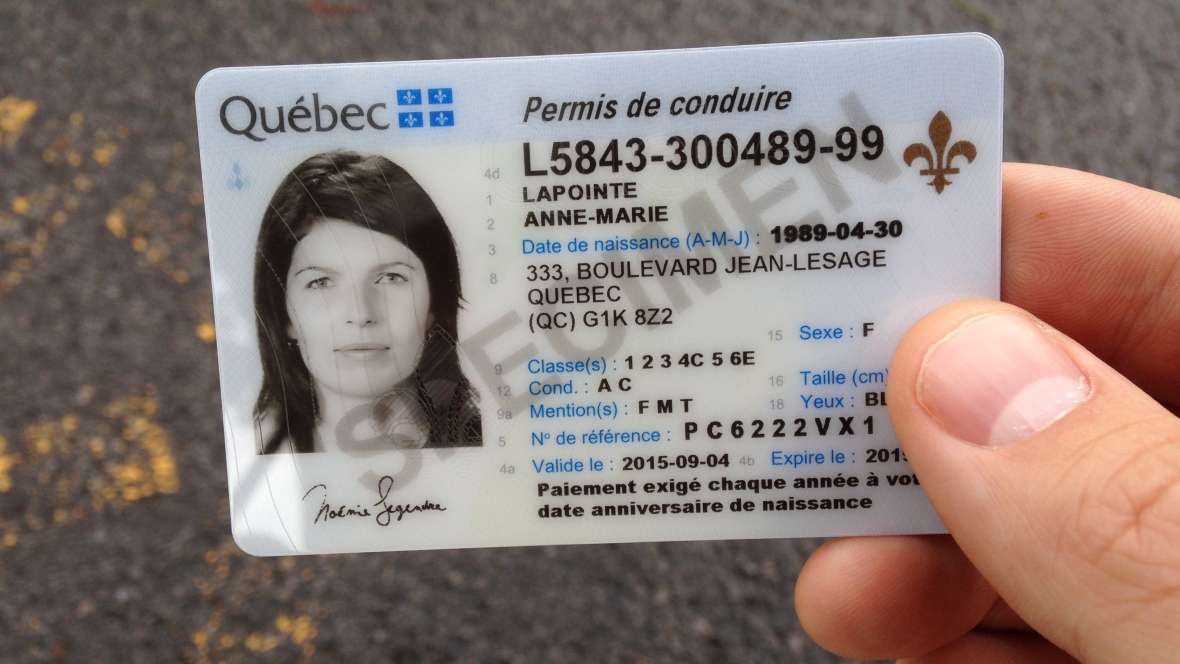 Québec
Permis de conduire
4d L5843-300489-99
1 LAPOINTE
2 ANNE-MARIE
3 Date de naissance (A-M-J) : 1989-04-30
8 333, BOULEVARD JEAN-LESAGE
QUEBEC
(QC) G1K 8Z2
15 Sexe : F
9 Classe(s) : 1 2 3 4C 5 6E
12 Cond. : A C
16 Taille (cm)
9a Mention(s) : F M T
18 Yeux : BL
5 Nº de référence : P C 6 2 2 2 V X 1
4a Valide le : 2015-09-04 4b Expire le : 201
Paiement exigé chaque année à vo
date anniversaire de naissance
Noémie Legendre
SPECIMEN